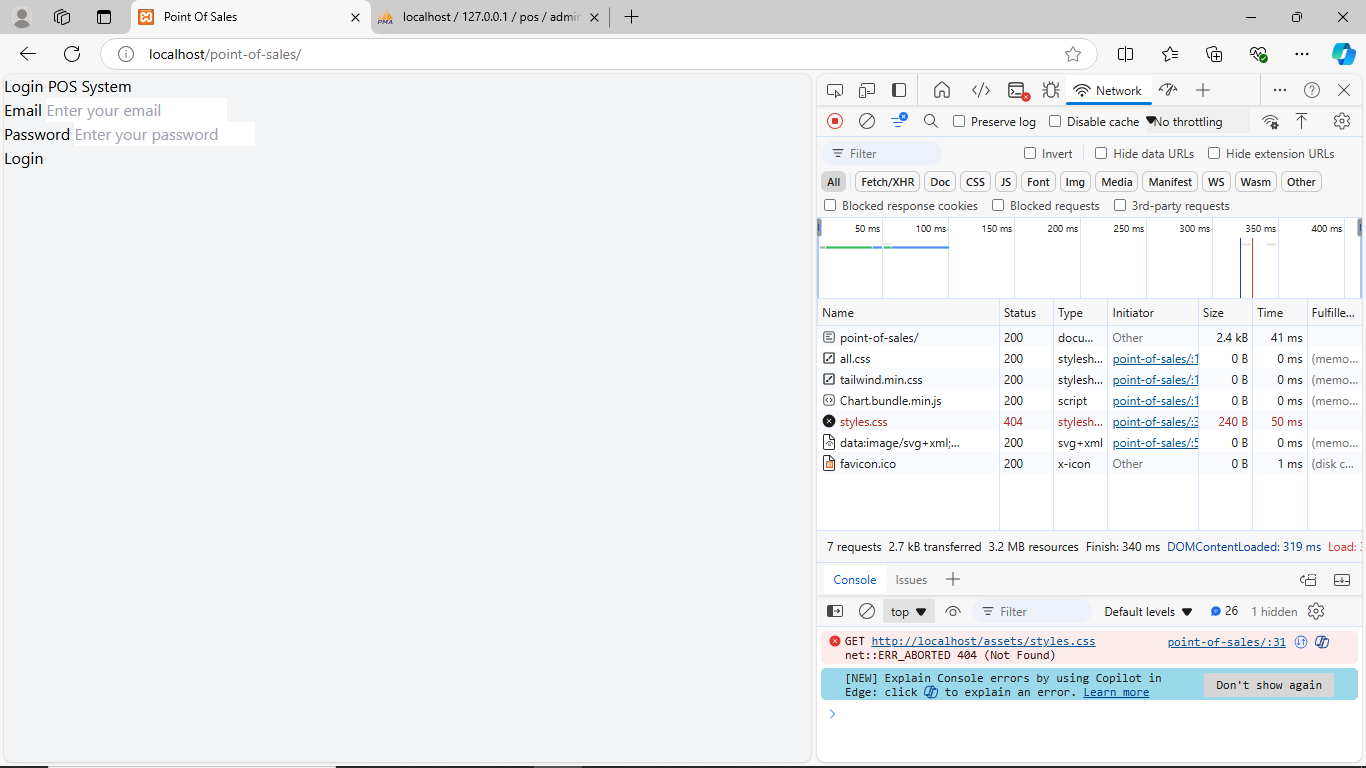 Point Of Sales
localhost / 127.0.0.1 / pos / admin
localhost/point-of-sales/
Login POS System
Email Enter your email
Password Enter your password
Login
Network
Preserve log Disable cache No throttling
Filter Invert Hide data URLs Hide extension URLs
All Fetch/XHR Doc CSS JS Font Img Media Manifest WS Wasm Other
Blocked response cookies Blocked requests 3rd-party requests
50 ms 100 ms 150 ms 200 ms 250 ms 300 ms 350 ms 400 ms
Name Status Type Initiator Size Time Fulfille...
point-of-sales/ 200 docu... Other 2.4 kB 41 ms
all.css 200 stylesh... point-of-sales/:1 0 B 0 ms (memo...
tailwind.min.css 200 stylesh... point-of-sales/:1 0 B 0 ms (memo...
Chart.bundle.min.js 200 script point-of-sales/:1 0 B 0 ms (memo...
styles.css 404 stylesh... point-of-sales/:3 240 B 50 ms
data:image/svg+xml;... 200 svg+xml point-of-sales/:5 0 B 0 ms (memo...
favicon.ico 200 x-icon Other 0 B 1 ms (disk c...
7 requests 2.7 kB transferred 3.2 MB resources Finish: 340 ms DOMContentLoaded: 319 ms Load:
Console Issues
top Filter Default levels 26 1 hidden
GET http://localhost/assets/styles.css point-of-sales/:31
net::ERR_ABORTED 404 (Not Found)
[NEW] Explain Console errors by using Copilot in
Edge: click to explain an error. Learn more
Don't show again